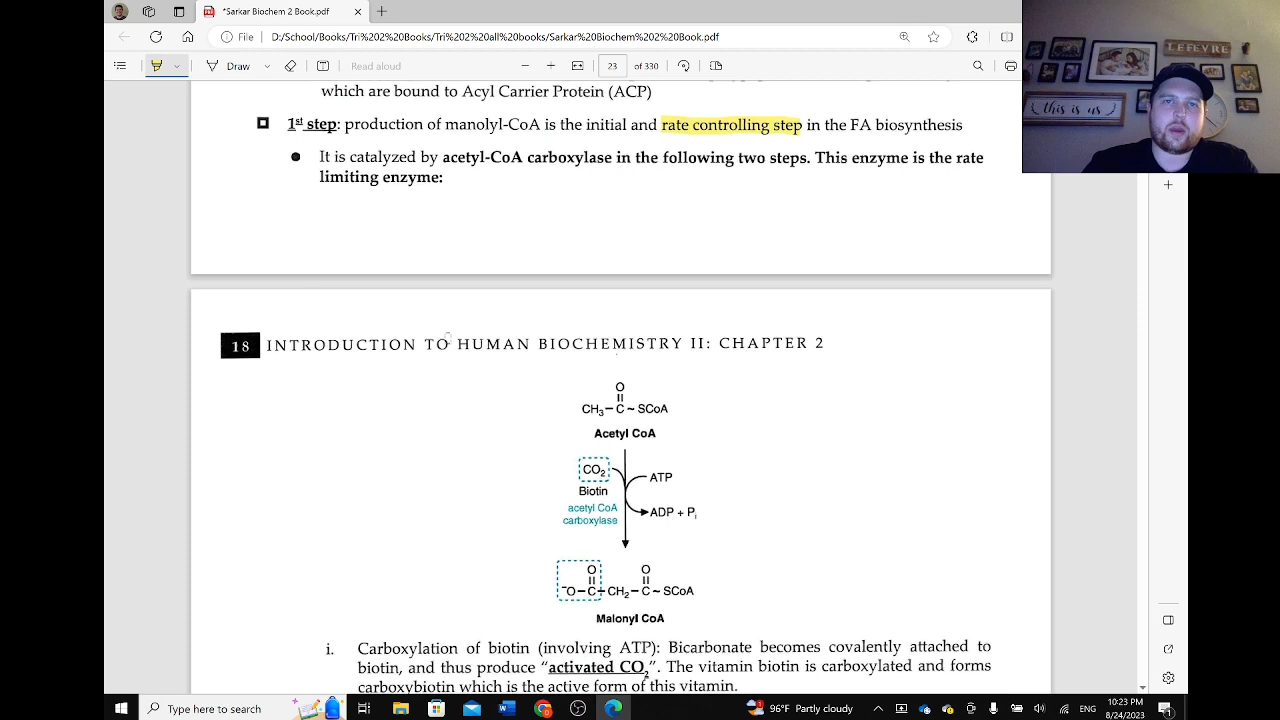 *Sarkar Biochem 2 Book.pdf
File
D:/School/Books/Tri%202%20Books/Tri%202%20all%20books/Sarkar%20Biochem%202%20Book.pdf
Draw
Read aloud
23 of 330
LEFEVRE
this is us
which are bound to Acyl Carrier Protein (ACP)
1st step: production of manolyl-CoA is the initial and rate controlling step in the FA biosynthesis
It is catalyzed by acetyl-CoA carboxylase in the following two steps. This enzyme is the rate
limiting enzyme:
18 INTRODUCTION TO HUMAN BIOCHEMISTRY II: CHAPTER 2
O
CH3 – C ~ SCoA
Acetyl CoA
CO2
ATP
Biotin
acetyl CoA
carboxylase
ADP + Pi
O O
⁻O – C – CH2 – C ~ SCoA
Malonyl CoA
i. Carboxylation of biotin (involving ATP): Bicarbonate becomes covalently attached to
biotin, and thus produce “activated CO2”. The vitamin biotin is carboxylated and forms
carboxybiotin which is the active form of this vitamin.
Type here to search
96°F Partly cloudy
ENG
10:23 PM
8/24/2023